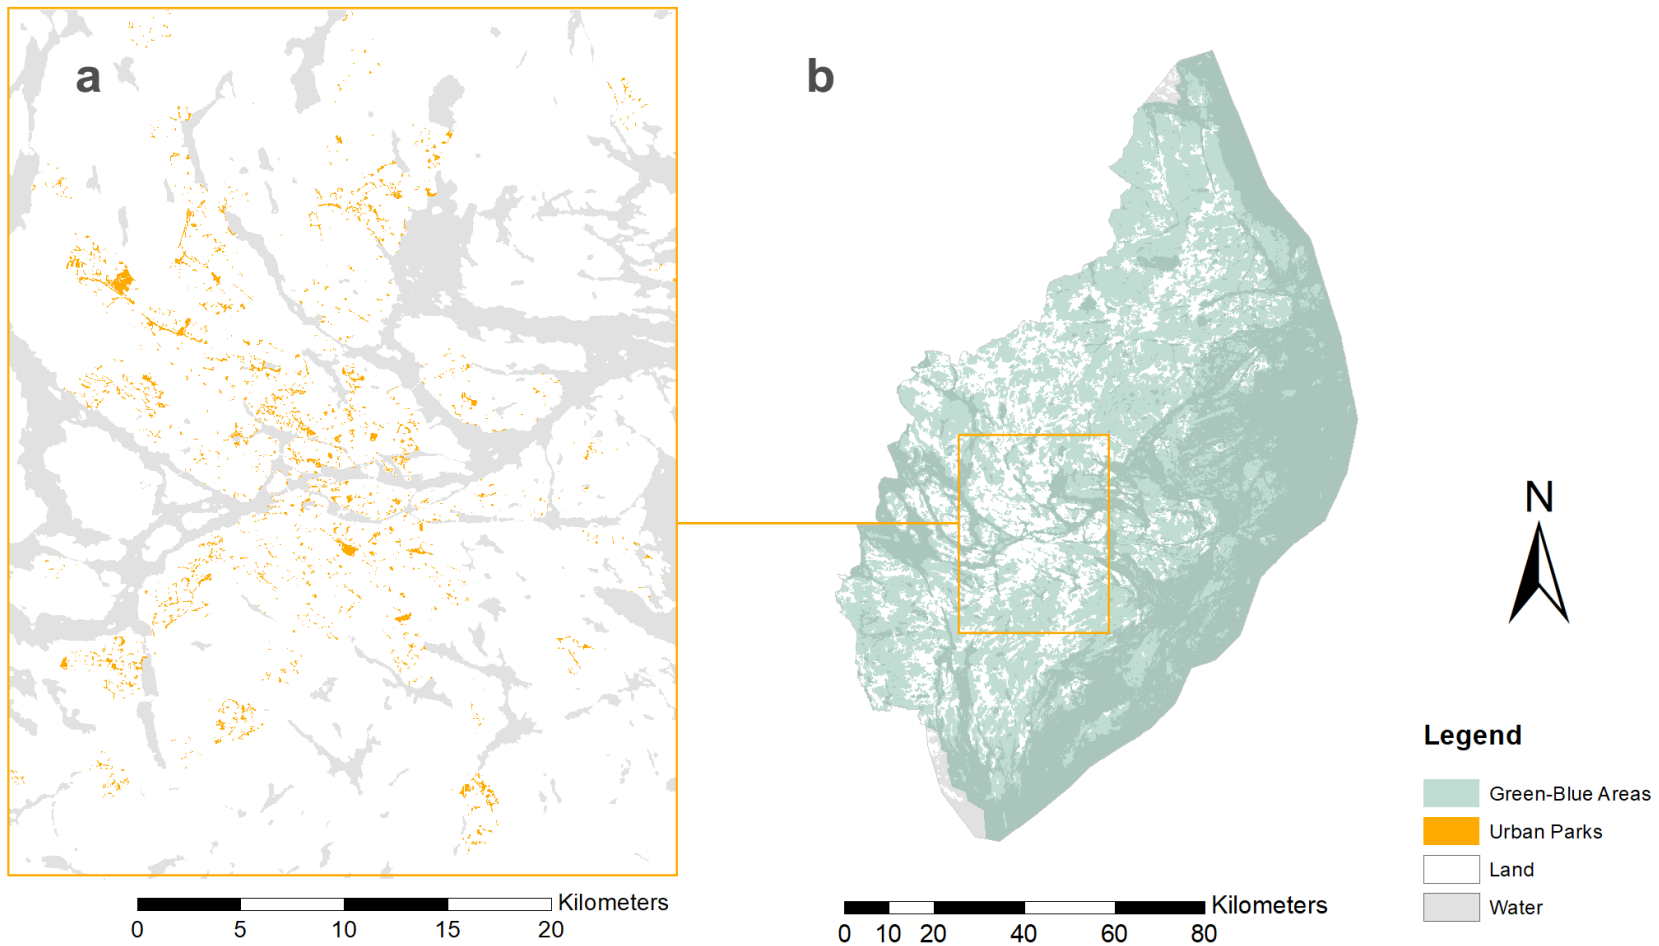 a
b
N
Legend
Green-Blue Areas
Urban Parks
Land
Water
Kilometers
0 5 10 15 20
Kilometers
0 10 20 40 60 80